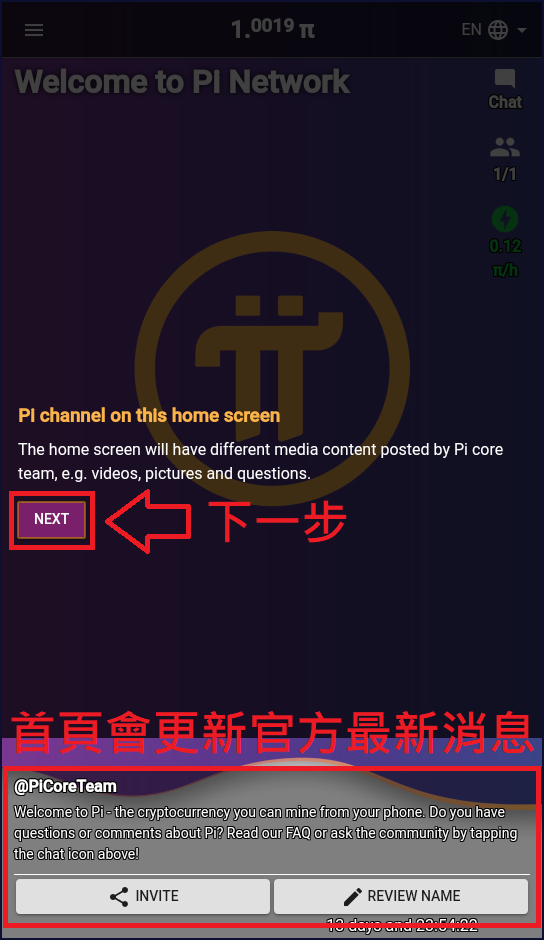 1.0019 π
EN
Welcome to Pi Network
Chat
1/1
0.12
π/h
Pi channel on this home screen
The home screen will have different media content posted by Pi core
team, e.g. videos, pictures and questions.
NEXT
下一步
首頁會更新官方最新消息
@PiCoreTeam
Welcome to Pi - the cryptocurrency you can mine from your phone. Do you have
questions or comments about Pi? Read our FAQ or ask the community by tapping
the chat icon above!
INVITE
REVIEW NAME
13 days and 23:54:22